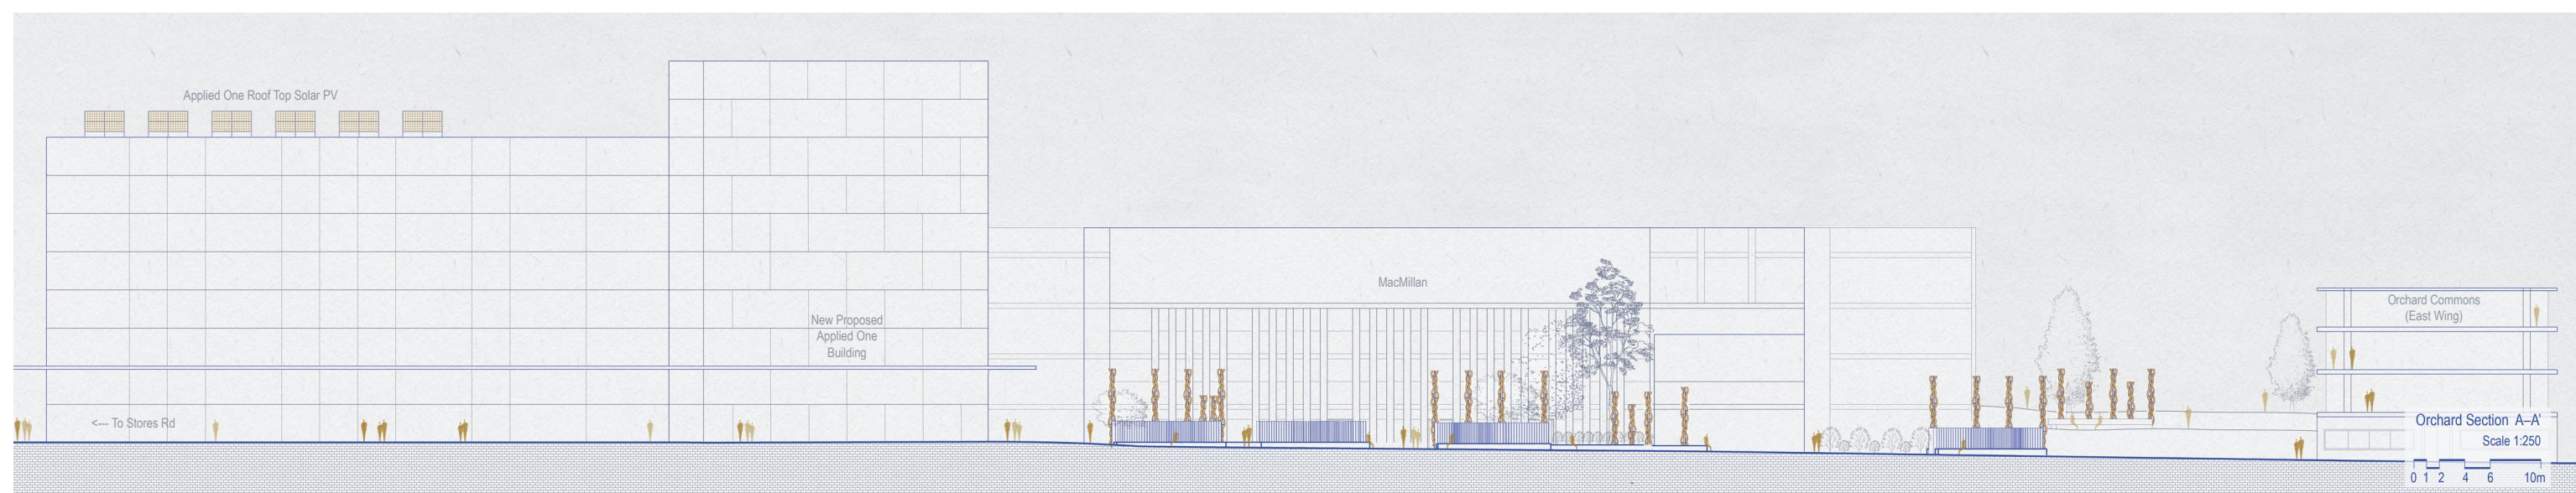 Applied One Roof Top Solar PV
New Proposed
Applied One
Building
<--- To Stores Rd
MacMillan
Orchard Commons
(East Wing)
Orchard Section A–A'
Scale 1:250
0 1 2 4 6 10m